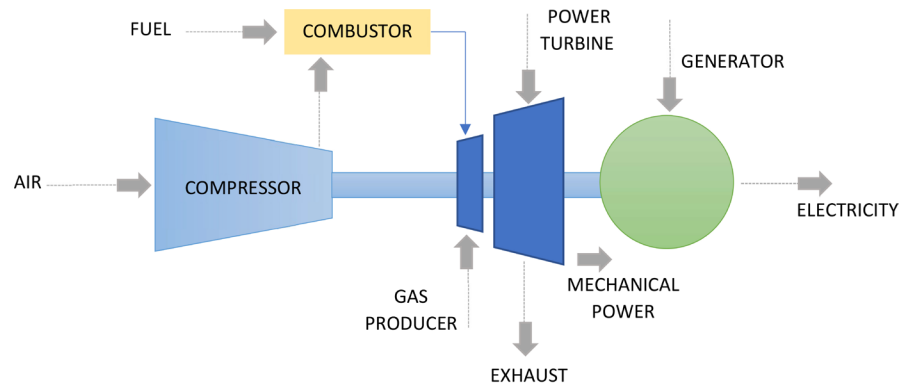 FUEL
COMBUSTOR
POWER
TURBINE
GENERATOR
AIR
COMPRESSOR
ELECTRICITY
GAS
PRODUCER
MECHANICAL
POWER
EXHAUST